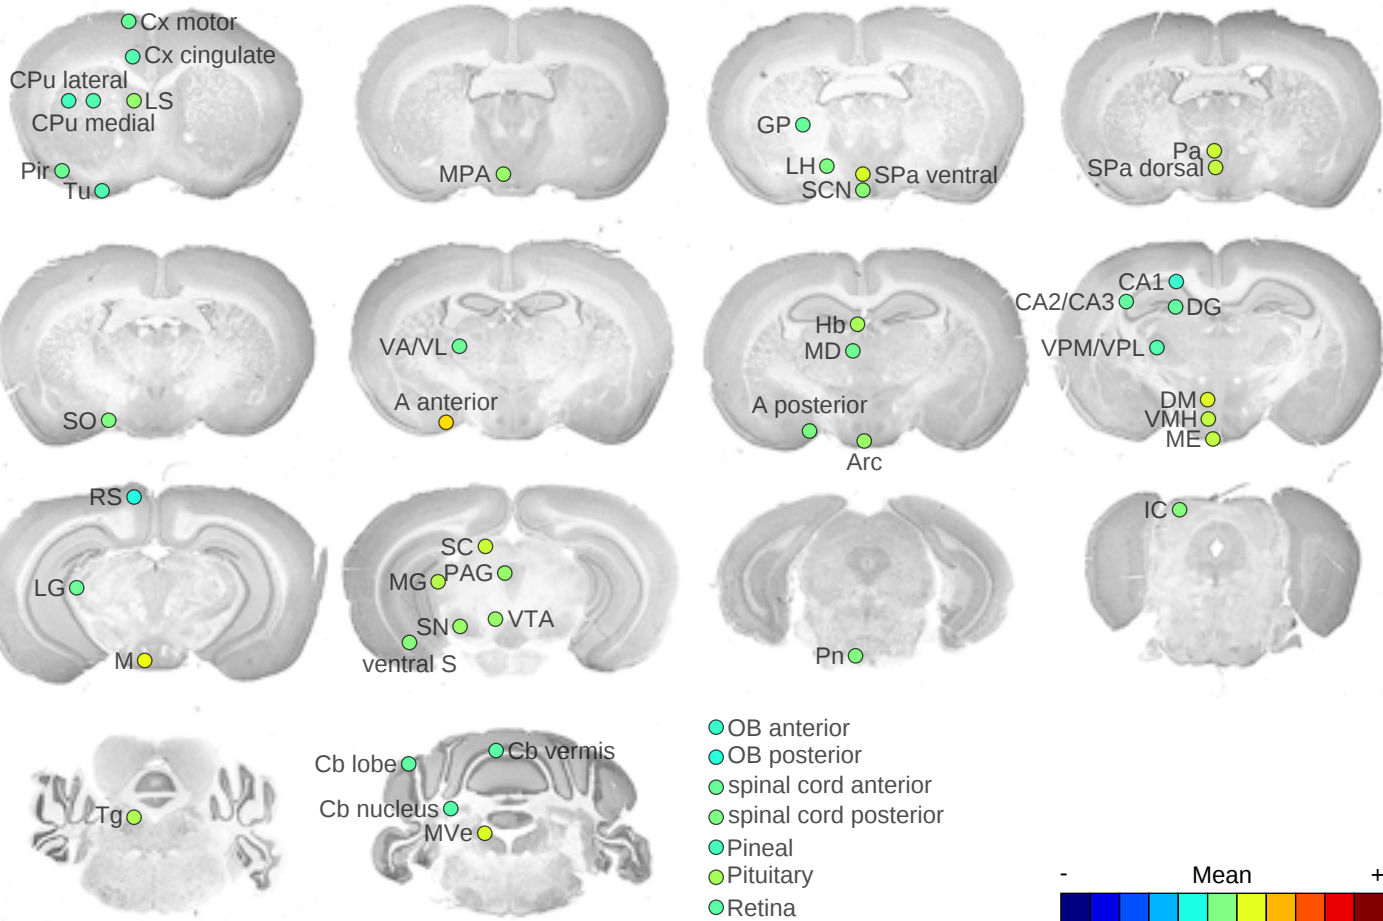 Cx motor
Cx cingulate
CPu lateral
LS
CPu medial
Pir
Tu
MPA
GP
LH
SPa ventral
SCN
Pa
SPa dorsal
SO
VA/VL
A anterior
Hb
MD
A posterior
Arc
CA1
CA2/CA3
DG
VPM/VPL
DM
VMH
ME
RS
LG
M
SC
MG
PAG
SN
VTA
ventral S
Pn
IC
Tg
Cb lobe
Cb vermis
Cb nucleus
MVe
OB anterior
OB posterior
spinal cord anterior
spinal cord posterior
Pineal
Pituitary
Retina
- Mean +